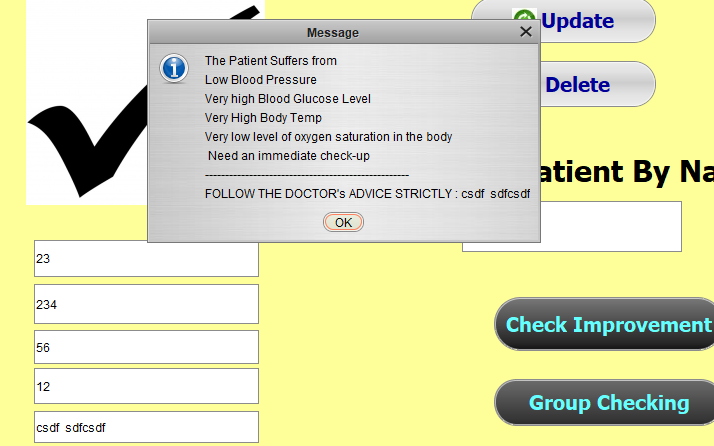 Message
The Patient Suffers from
Low Blood Pressure
Very high Blood Glucose Level
Very High Body Temp
Very low level of oxygen saturation in the body
Need an immediate check-up
---------------------------------------------------
FOLLOW THE DOCTOR's ADVICE STRICTLY : csdf sdfcsdf
OK
Update
Delete
atient By Na
23
234
56
12
csdf sdfcsdf
Check Improvement
Group Checking